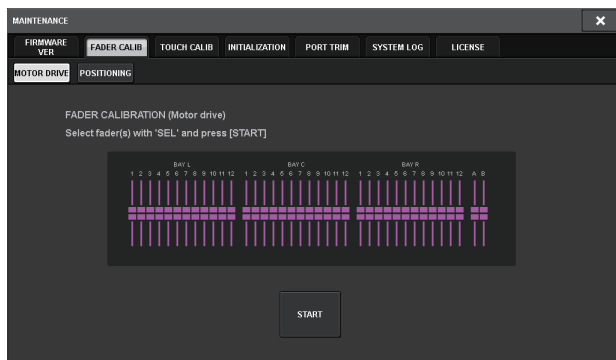 MAINTENANCE
FIRMWARE VER
FADER CALIB
TOUCH CALIB
INITIALIZATION
PORT TRIM
SYSTEM LOG
LICENSE
MOTOR DRIVE
POSITIONING
FADER CALIBRATION (Motor drive)
Select fader(s) with 'SEL' and press [START]
BAY L
BAY C
BAY R
1 2 3 4 5 6 7 8 9 10 11 12
1 2 3 4 5 6 7 8 9 10 11 12
1 2 3 4 5 6 7 8 9 10 11 12
A B
START